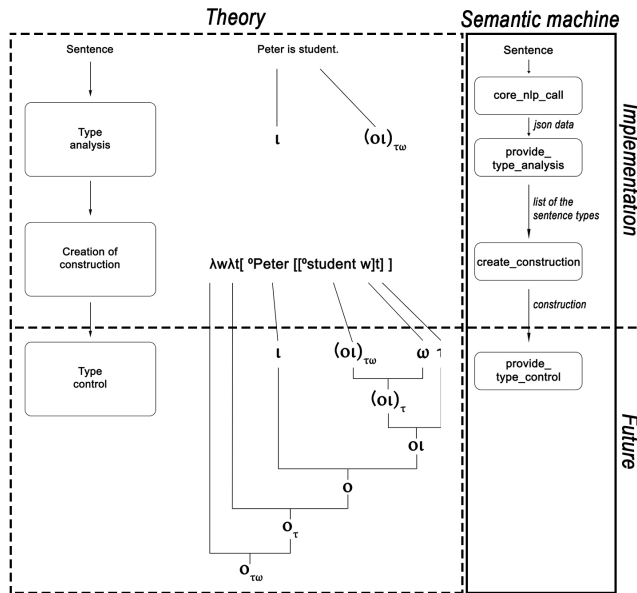 Theory
Semantic machine
Sentence
Peter is student.
Sentence
Type
analysis
ι
(οι)τω
core_nlp_call
json data
provide_
type_analysis
list of the
sentence types
Creation of
construction
λwλt[ ⁰Peter [[⁰student w]t] ]
create_construction
construction
Implementation
Type
control
ι
(οι)τω
ω
τ
provide_
type_control
(οι)τ
οι
ο
οτ
οτω
Future